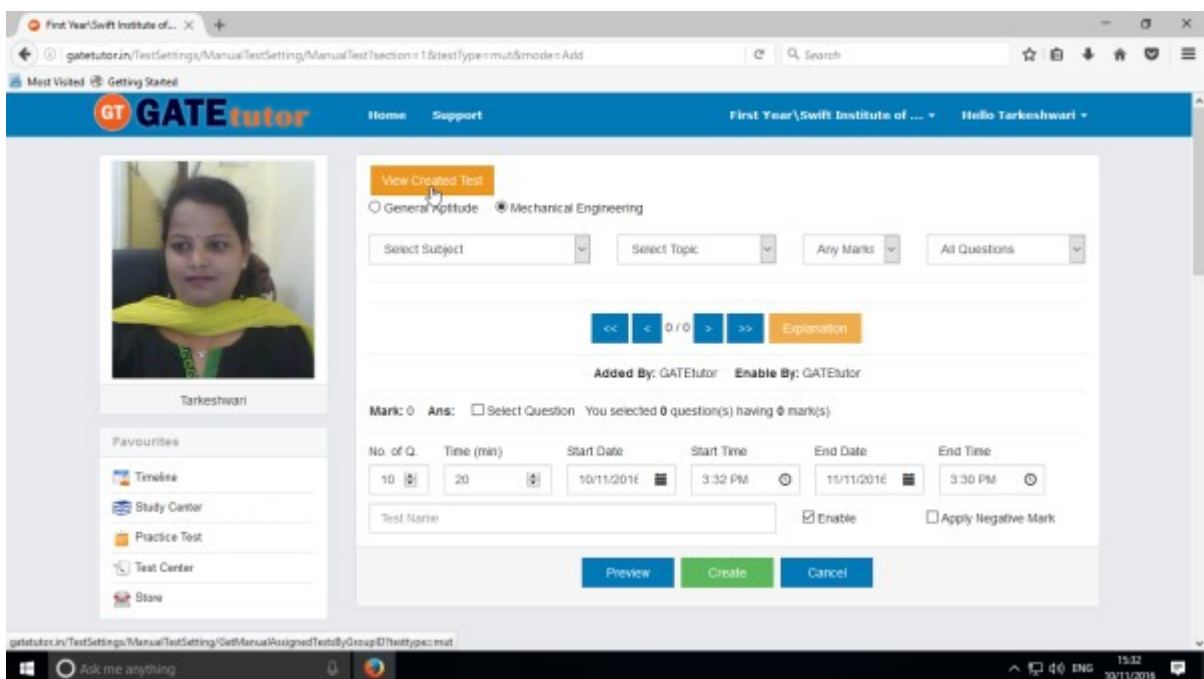 First Year\Swift Institute of...
gatetutor.in/TestSettings/ManualTestSetting/ManualTest?section=1&testType=mut&mode=Add
Search
Most Visited Getting Started
GT GATEtutor Home Support First Year\Swift Institute of .... Hello Tarkeshwari
View Created Test
General Aptitude Mechanical Engineering
Select Subject Select Topic Any Marks All Questions
<< < 0 / 0 > >> Explanation
Added By: GATEtutor Enable By: GATEtutor
Tarkeshwari
Mark: 0 Ans: Select Question You selected 0 question(s) having 0 mark(s)
Favourites
Timeline
Study Center
Practice Test
Test Center
Store
No. of Q. Time (min) Start Date Start Time End Date End Time
10 20 10/11/2016 3:32 PM 11/11/2016 3:30 PM
Test Name Enable Apply Negative Mark
Preview Create Cancel
gatetutor.in/TestSettings/ManualTestSetting/GetManualAssignedTestsByGroupID?testtype=mut
Ask me anything ENG 15:32
10/11/2016